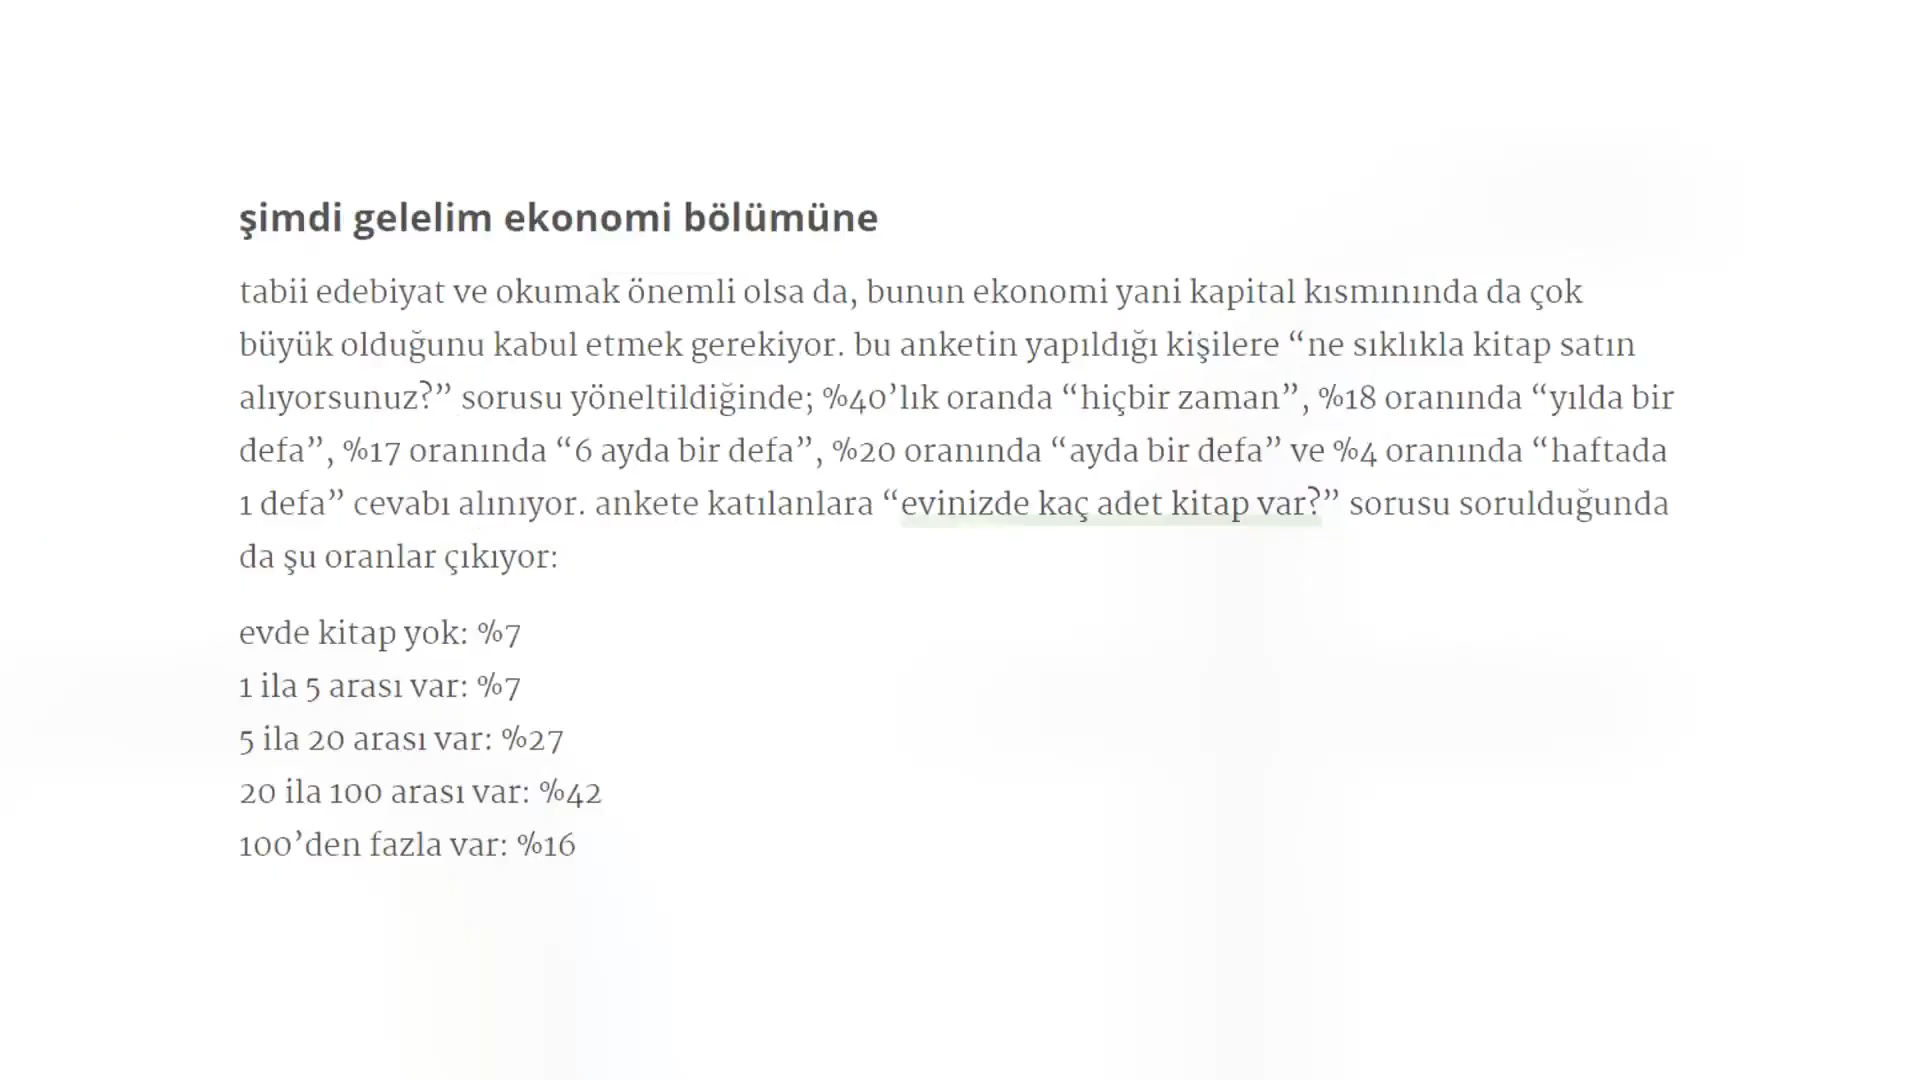 şimdi gelelim ekonomi bölümüne
tabii edebiyat ve okumak önemli olsa da, bunun ekonomi yani kapital kısmınında da çok
büyük olduğunu kabul etmek gerekiyor. bu anketin yapıldığı kişilere “ne sıklıkla kitap satın
alıyorsunuz?” sorusu yöneltildiğinde; %40’lık oranda “hiçbir zaman”, %18 oranında “yılda bir
defa”, %17 oranında “6 ayda bir defa”, %20 oranında “ayda bir defa” ve %4 oranında “haftada
1 defa” cevabı alınıyor. ankete katılanlara “evinizde kaç adet kitap var?” sorusu sorulduğunda
da şu oranlar çıkıyor:
evde kitap yok: %7
1 ila 5 arası var: %7
5 ila 20 arası var: %27
20 ila 100 arası var: %42
100’den fazla var: %16